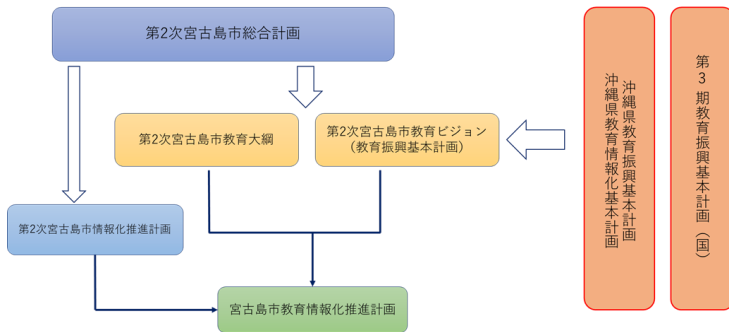 第2次宮古島市総合計画
第2次宮古島市教育大綱
第2次宮古島市教育ビジョン
（教育振興基本計画）
第2次宮古島市情報化推進計画
宮古島市教育情報化推進計画
沖縄県教育振興基本計画
沖縄県教育情報化基本計画
第3期教育振興基本計画（国）